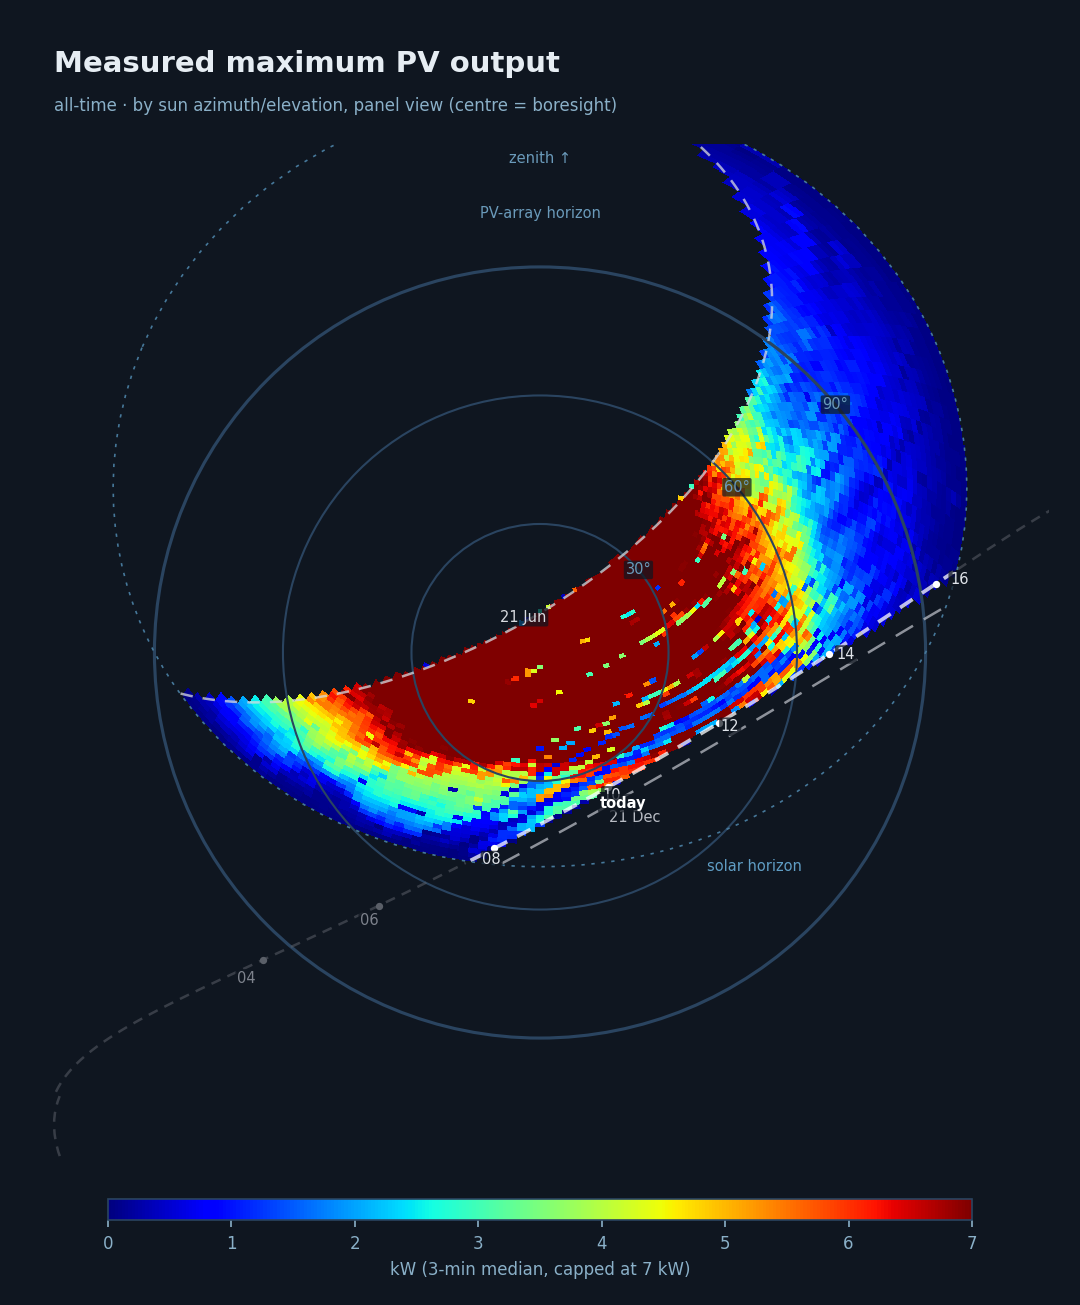 Measured maximum PV output
all-time · by sun azimuth/elevation, panel view (centre = boresight)
zenith ↑
PV-array horizon
90°
60°
30°
16
21 Jun
14
12
10
today
21 Dec
08
solar horizon
06
04
0 1 2 3 4 5 6 7
kW (3-min median, capped at 7 kW)